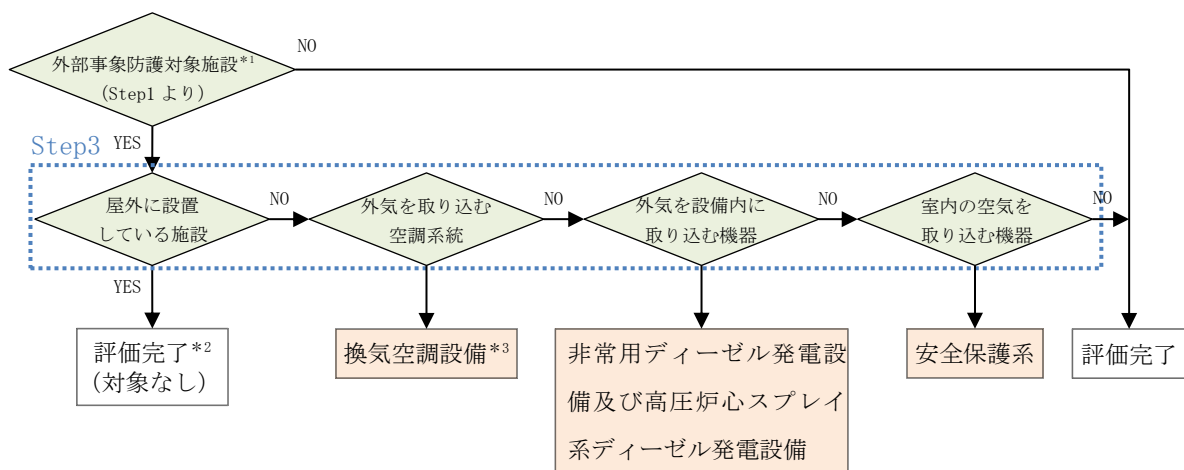 外部事象防護対象施設*1
(Step1 より)
NO
YES
Step3
屋外に設置
している施設
NO
外気を取り込む
空調系統
NO
外気を設備内に
取り込む機器
NO
室内の空気を
取り込む機器
NO
YES
評価完了*2
(対象なし)
換気空調設備*3
非常用ディーゼル発電設
備及び高圧炉心スプレイ
系ディーゼル発電設備
安全保護系
評価完了